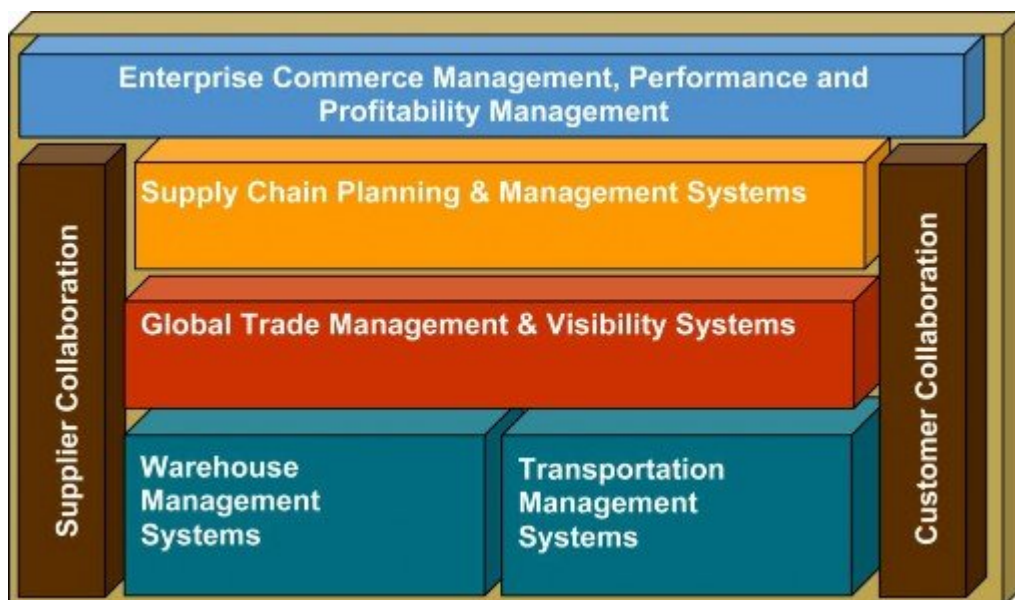 Enterprise Commerce Management, Performance and
Profitability Management
Supply Chain Planning & Management Systems
Global Trade Management & Visibility Systems
Supplier Collaboration
Customer Collaboration
Warehouse
Management
Systems
Transportation
Management
Systems